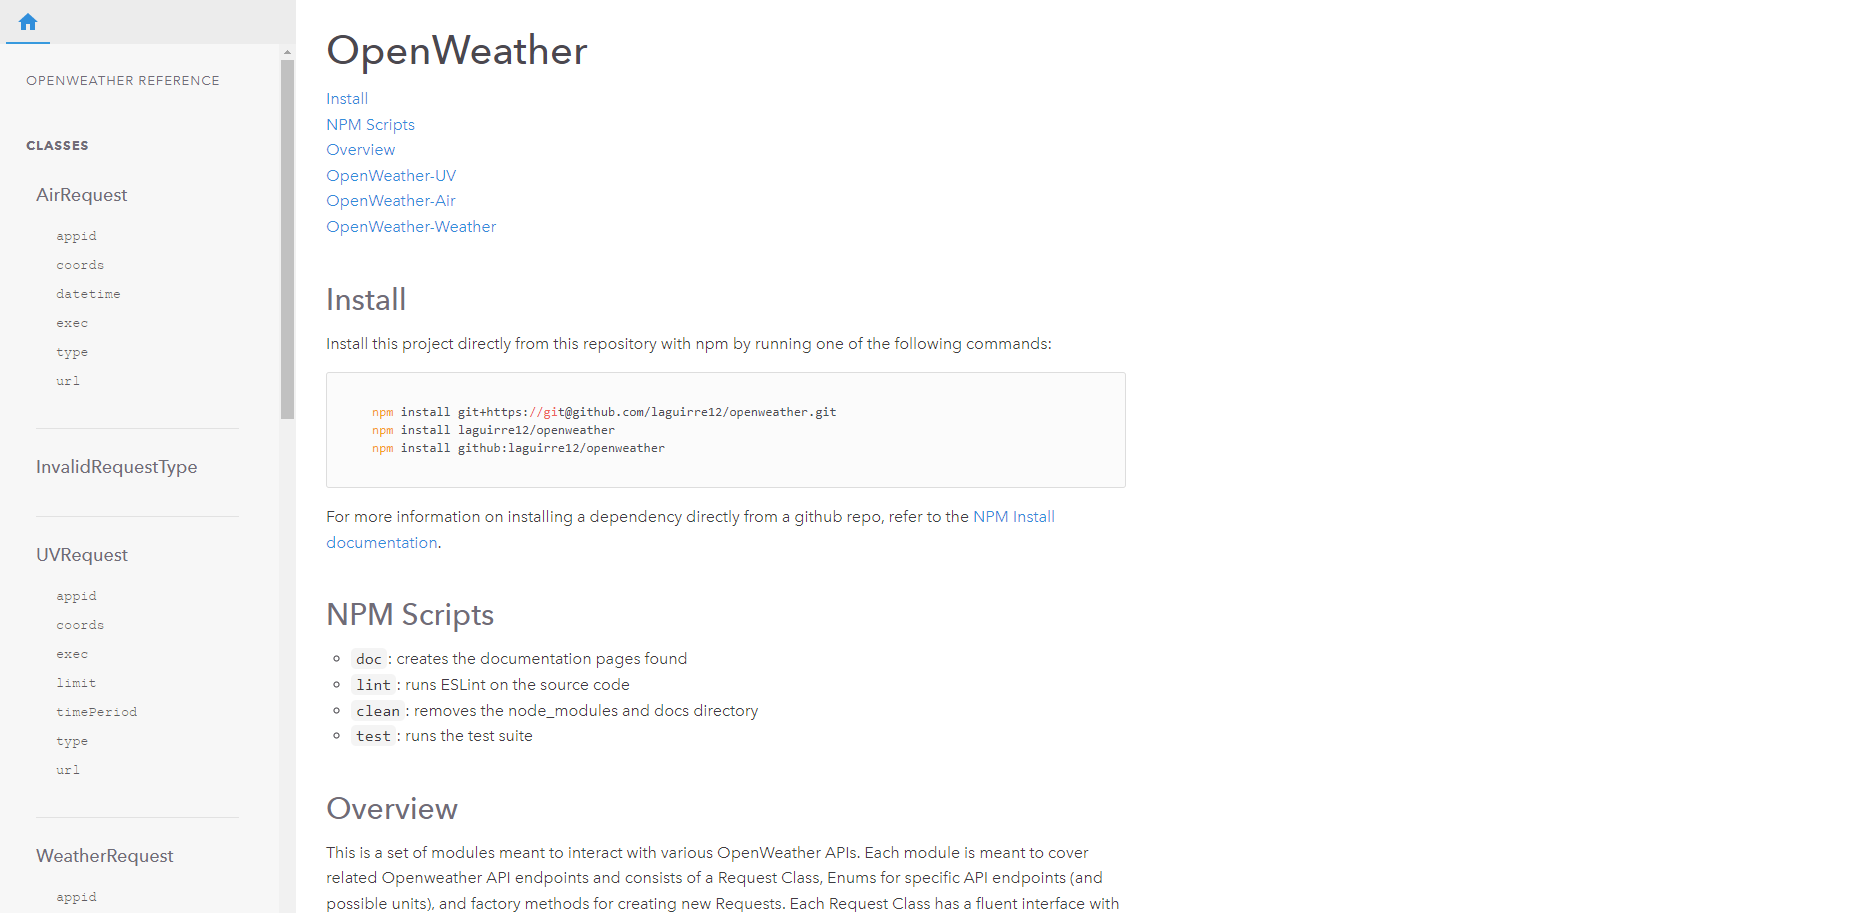 OPENWEATHER REFERENCE
CLASSES
AirRequest
appid
coords
datetime
exec
type
url
InvalidRequestType
UVRequest
appid
coords
exec
limit
timePeriod
type
url
WeatherRequest
appid
OpenWeather
Install
NPM Scripts
Overview
OpenWeather-UV
OpenWeather-Air
OpenWeather-Weather
Install
Install this project directly from this repository with npm by running one of the following commands:
npm install git+https://git@github.com/laguirre12/openweather.git
npm install laguirre12/openweather
npm install github:laguirre12/openweather
For more information on installing a dependency directly from a github repo, refer to the NPM Install
documentation.
NPM Scripts
doc: creates the documentation pages found
lint: runs ESLint on the source code
clean: removes the node_modules and docs directory
test: runs the test suite
Overview
This is a set of modules meant to interact with various OpenWeather APIs. Each module is meant to cover
related Openweather API endpoints and consists of a Request Class, Enums for specific API endpoints (and
possible units), and factory methods for creating new Requests. Each Request Class has a fluent interface with